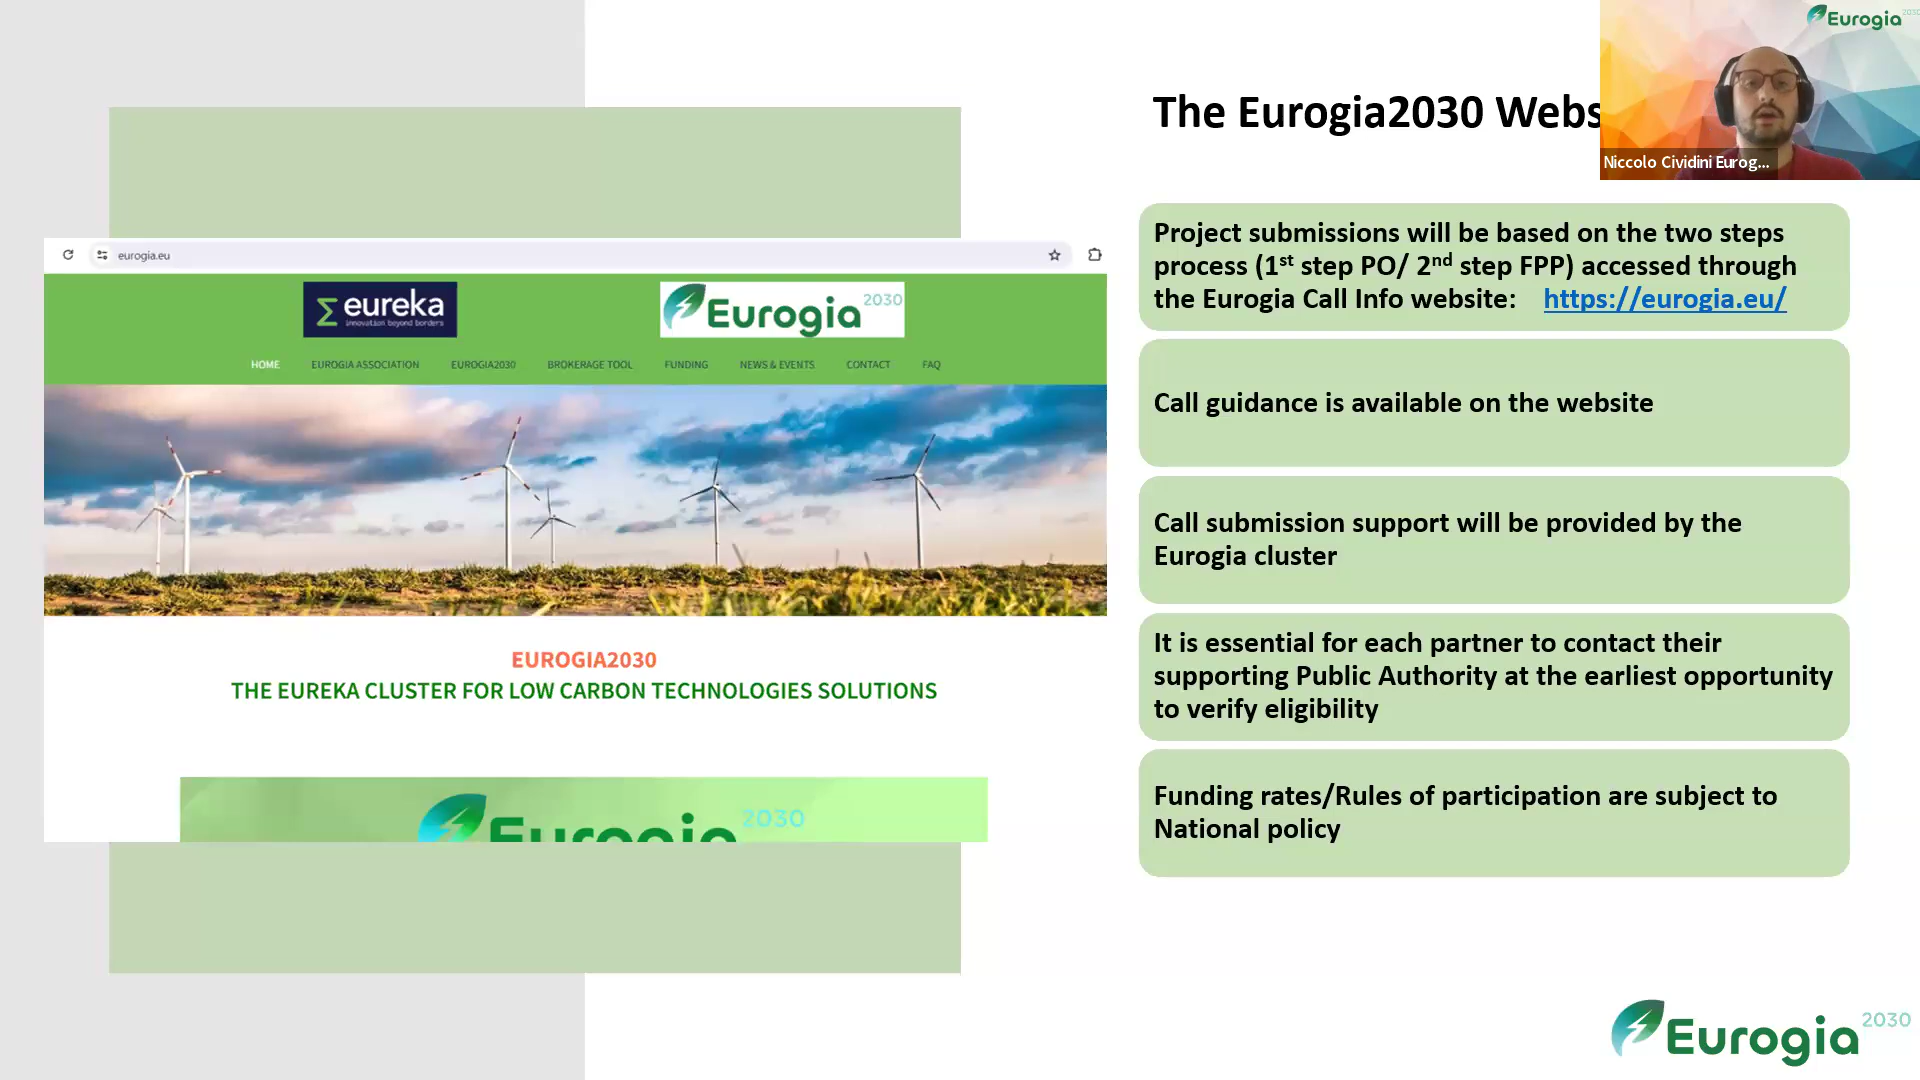 The Eurogia2030 Webs
Eurogia 2030
Niccolo Cividini Eurog...
eurogia.eu
eureka
innovation beyond borders
Eurogia 2030
HOME EUROGIA ASSOCIATION EUROGIA2030 BROKERAGE TOOL FUNDING NEWS & EVENTS CONTACT FAQ
EUROGIA2030
THE EUREKA CLUSTER FOR LOW CARBON TECHNOLOGIES SOLUTIONS
Eurogia 2030
Project submissions will be based on the two steps
process (1st step PO/ 2nd step FPP) accessed through
the Eurogia Call Info website: https://eurogia.eu/
Call guidance is available on the website
Call submission support will be provided by the
Eurogia cluster
It is essential for each partner to contact their
supporting Public Authority at the earliest opportunity
to verify eligibility
Funding rates/Rules of participation are subject to
National policy
Eurogia 2030